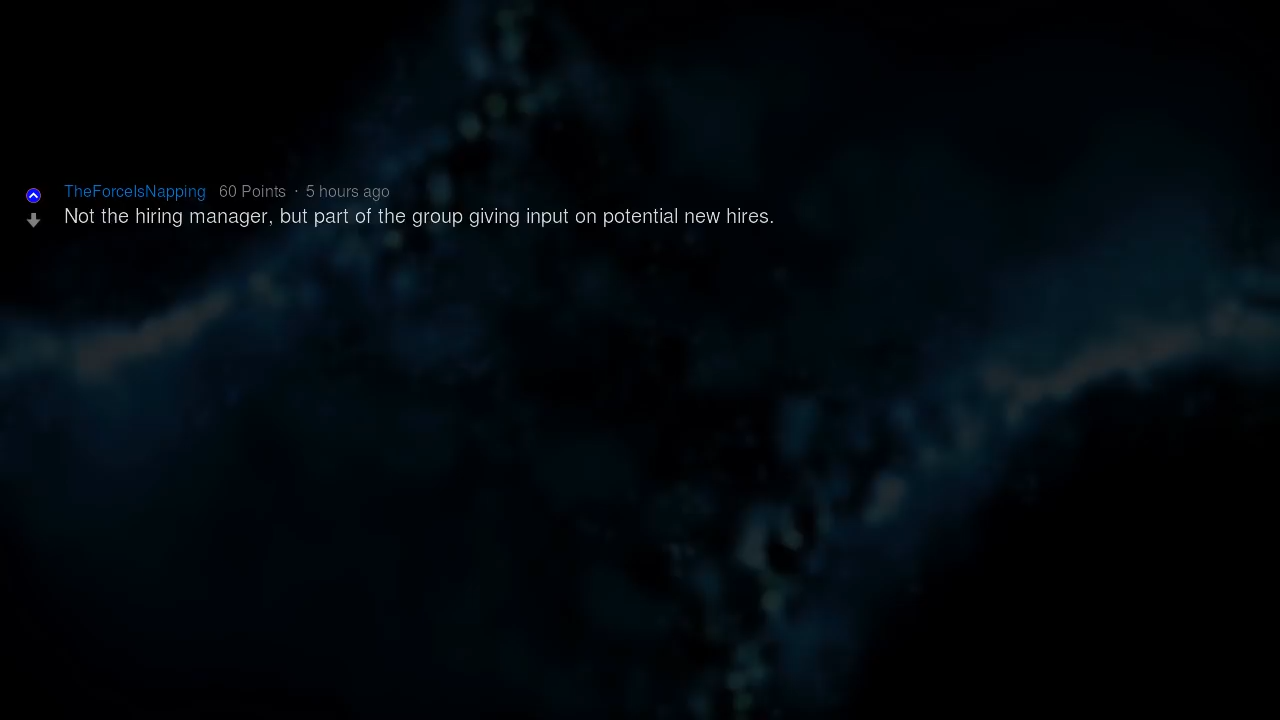 TheForceIsNapping 60 Points · 5 hours ago
Not the hiring manager, but part of the group giving input on potential new hires.